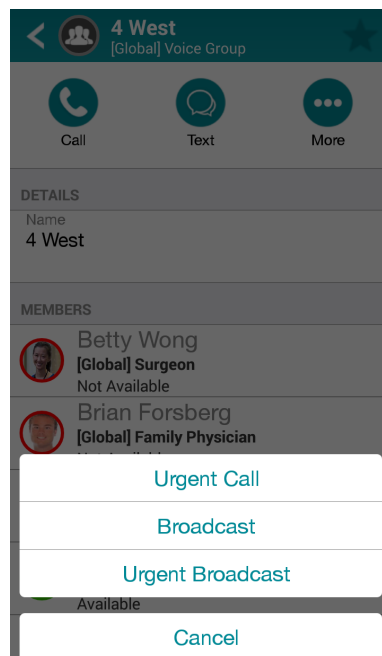 4 West
[Global] Voice Group
Call
Text
More
DETAILS
Name
4 West
MEMBERS
Betty Wong
[Global] Surgeon
Not Available
Brian Forsberg
[Global] Family Physician
Urgent Call
Broadcast
Urgent Broadcast
Available
Cancel